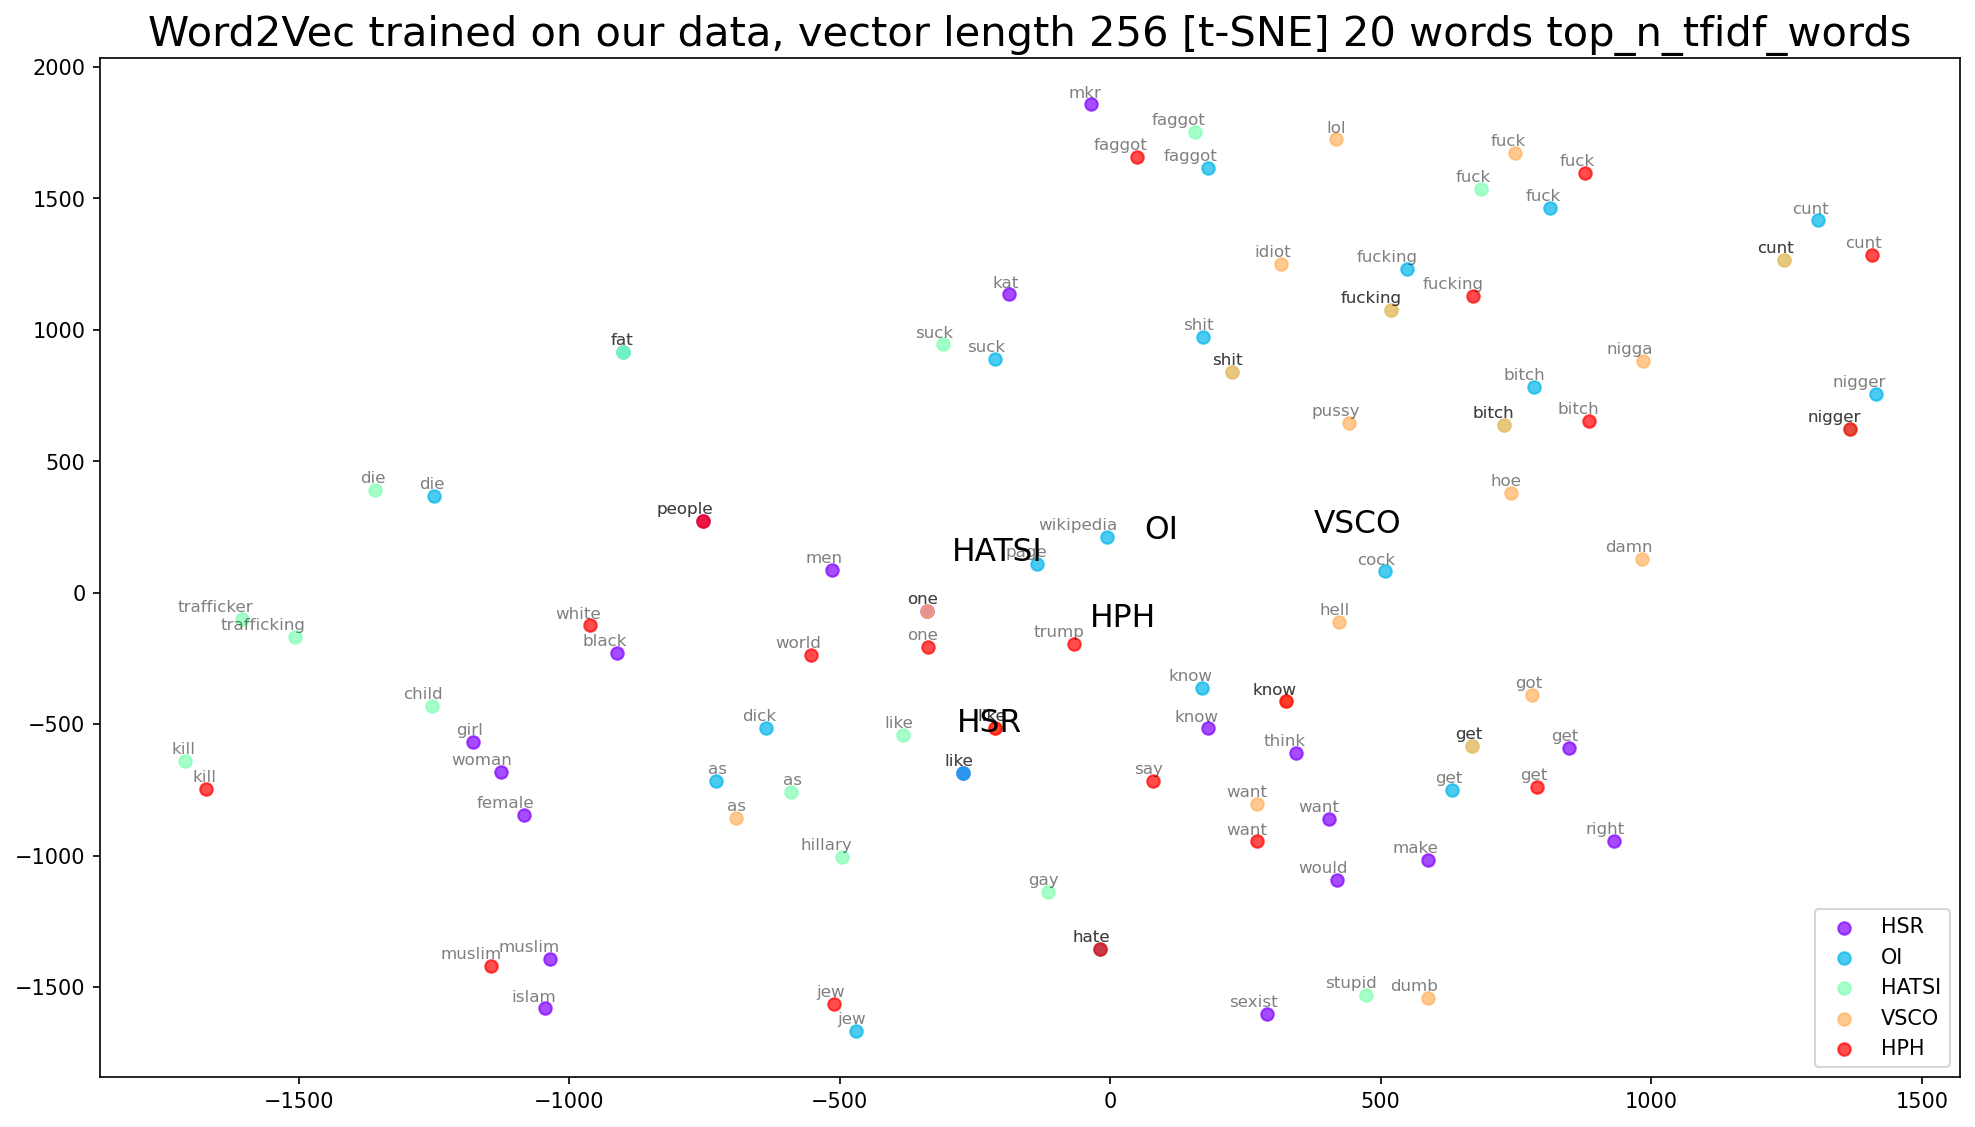 Word2Vec trained on our data, vector length 256 [t-SNE] 20 words top_n_tfidf_words
2000
mkr
faggot
lol
faggot
fuck
faggot
fuck
fuck
1500
fuck
cunt
cunt
cunt
idiot
fucking
kat
fucking
fucking
1000
suck
shit
fat
suck
shit
nigga
bitch
nigger
pussy
bitch
bitch
nigger
500
die
die
hoe
people
wikipedia
OI
VSCO
HATSI
page
men
damn
cock
0
one
trafficker
white
HPH
hell
trafficking
black
world
one
trump
know
know
child
got
−500
girl
dick
like
HSR
like
know
think
get
get
kill
woman
like
kill
as
as
say
get
get
female
as
want
want
want
right
−1000
hillary
would
make
gay
hate
muslim
muslim
−1500
islam
jew
jew
sexist
stupid
dumb
HSR
OI
HATSI
VSCO
HPH
−1500
−1000
−500
0
500
1000
1500